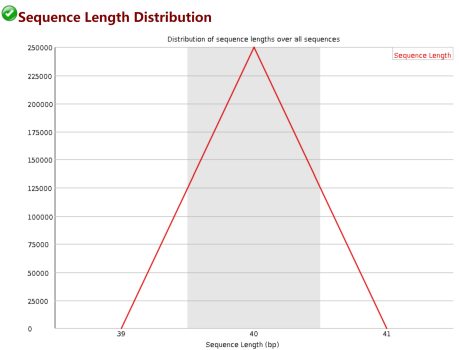 Sequence Length Distribution
Distribution of sequence lengths over all sequences
Sequence Length
250000
225000
200000
175000
150000
125000
100000
75000
50000
25000
0
39 40 41
Sequence Length (bp)